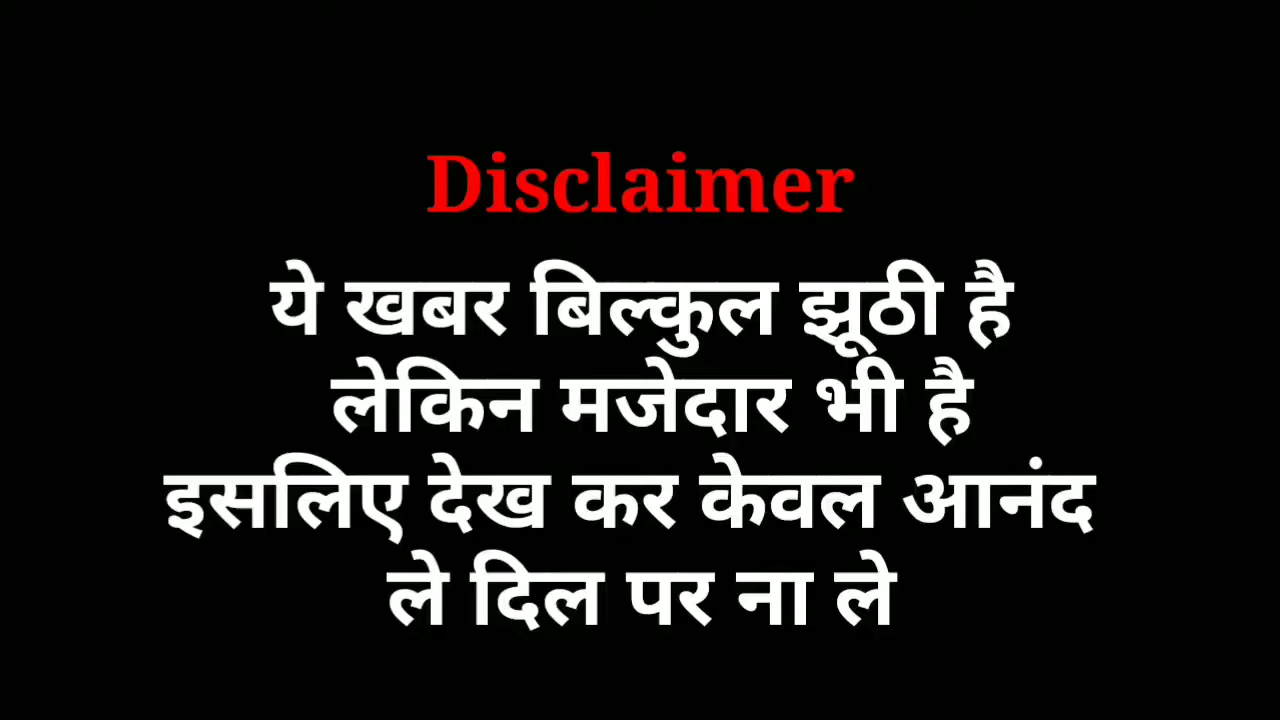 Disclaimer
ये खबर बिल्कुल झूठी है
लेकिन मजेदार भी है
इसलिए देख कर केवल आनंद
ले दिल पर ना ले